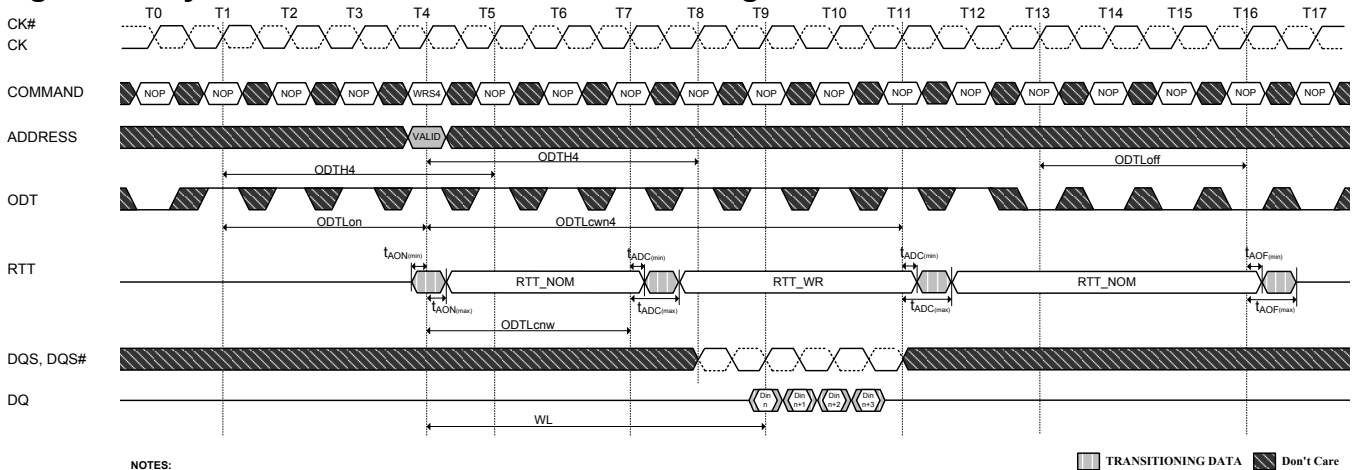 T0 T1 T2 T3 T4 T5 T6 T7 T8 T9 T10 T11 T12 T13 T14 T15 T16 T17
CK#
CK
COMMAND NOP NOP NOP NOP WRS4 NOP NOP NOP NOP NOP NOP NOP NOP NOP NOP NOP NOP NOP
ADDRESS VALID
ODTH4 ODTLoff
ODTH4
ODT
ODTLon ODTLcwn4
tAON(min) tADC(min) tADC(min) tAOF(min)
RTT RTT_NOM RTT_WR RTT_NOM
tAON(max) tADC(max) tADC(max) tAOF(max)
ODTLcnw
DQS, DQS#
DQ Din n Din n+1 Din n+2 Din n+3
WL
NOTES: TRANSITIONING DATA Don't Care